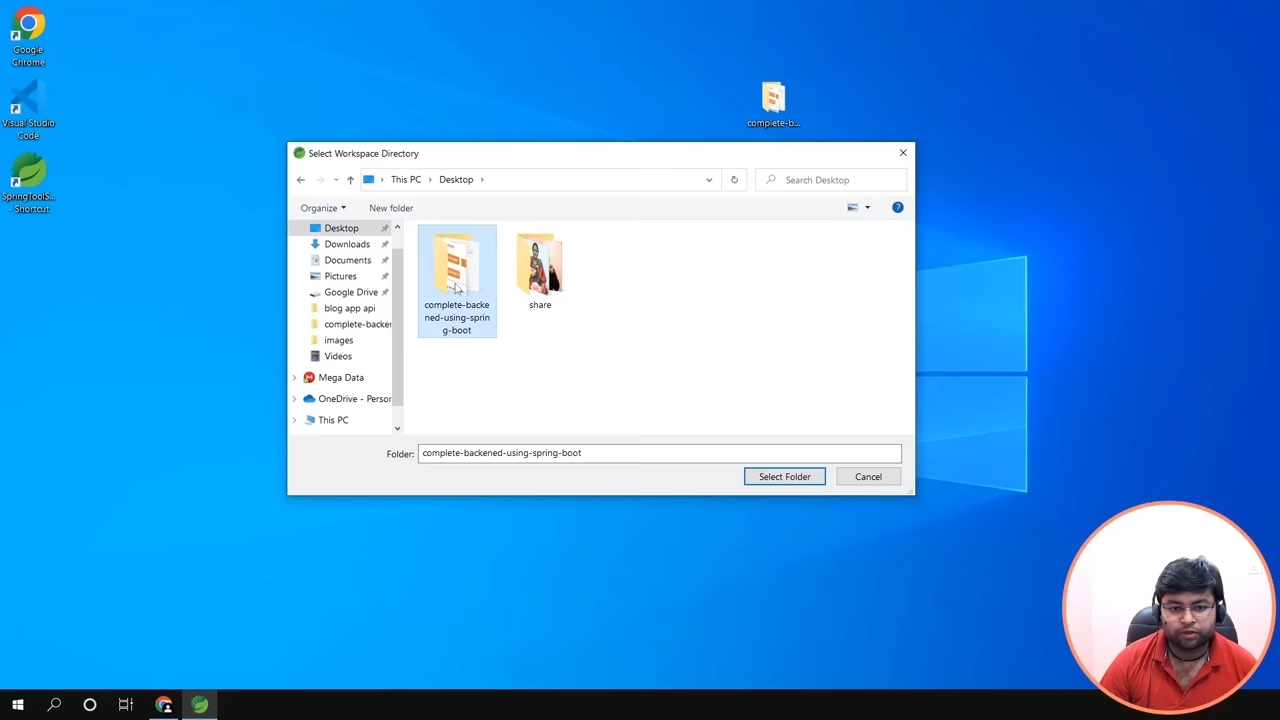 Google
Chrome
Visual Studio
Code
SpringToolS...
- Shortcut
complete-b...
Select Workspace Directory
This PC
Desktop
Search Desktop
Organize
New folder
Desktop
Downloads
Documents
Pictures
Google Drive
blog app api
complete-backer
images
Videos
Mega Data
OneDrive - Person
This PC
complete-backe
ned-using-sprin
g-boot
share
Folder:
complete-backened-using-spring-boot
Select Folder
Cancel